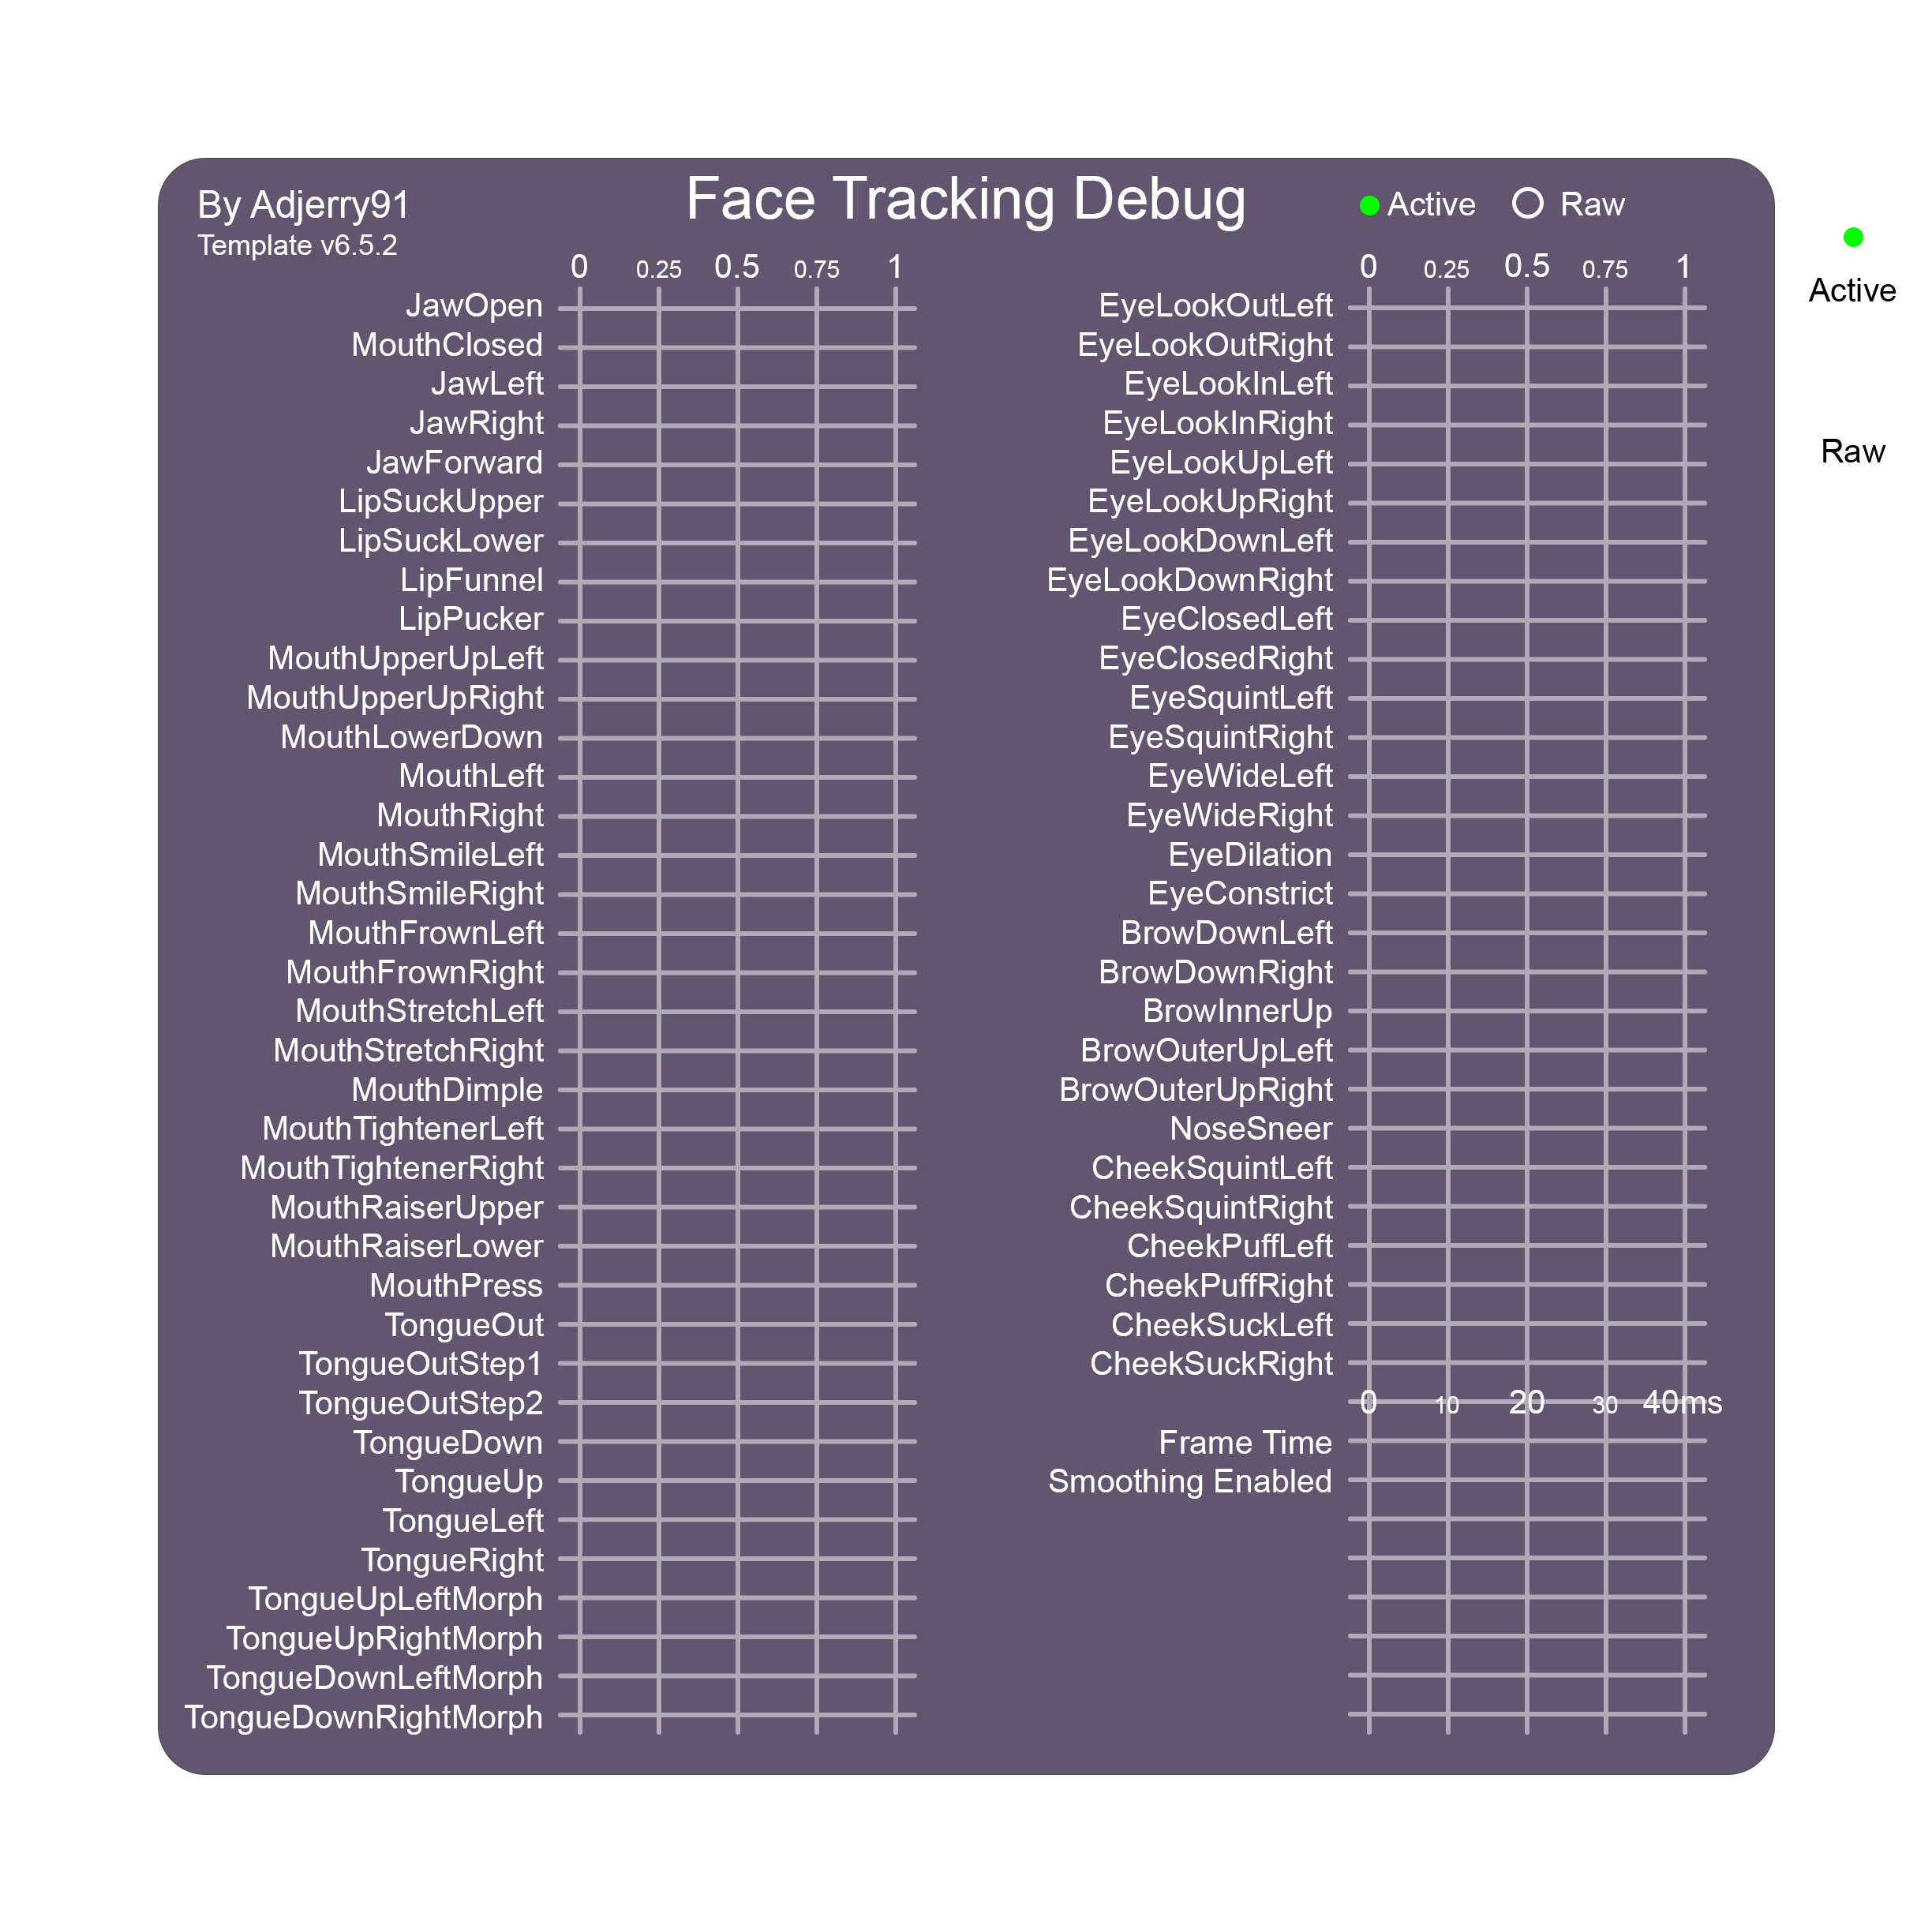 By Adjerry91
Template v6.5.2
Face Tracking Debug
Active
Raw
0 0.25 0.5 0.75 1
JawOpen
MouthClosed
JawLeft
JawRight
JawForward
LipSuckUpper
LipSuckLower
LipFunnel
LipPucker
MouthUpperUpLeft
MouthUpperUpRight
MouthLowerDown
MouthLeft
MouthRight
MouthSmileLeft
MouthSmileRight
MouthFrownLeft
MouthFrownRight
MouthStretchLeft
MouthStretchRight
MouthDimple
MouthTightenerLeft
MouthTightenerRight
MouthRaiserUpper
MouthRaiserLower
MouthPress
TongueOut
TongueOutStep1
TongueOutStep2
TongueDown
TongueUp
TongueLeft
TongueRight
TongueUpLeftMorph
TongueUpRightMorph
TongueDownLeftMorph
TongueDownRightMorph
0 0.25 0.5 0.75 1
EyeLookOutLeft
EyeLookOutRight
EyeLookInLeft
EyeLookInRight
EyeLookUpLeft
EyeLookUpRight
EyeLookDownLeft
EyeLookDownRight
EyeClosedLeft
EyeClosedRight
EyeSquintLeft
EyeSquintRight
EyeWideLeft
EyeWideRight
EyeDilation
EyeConstrict
BrowDownLeft
BrowDownRight
BrowInnerUp
BrowOuterUpLeft
BrowOuterUpRight
NoseSneer
CheekSquintLeft
CheekSquintRight
CheekPuffLeft
CheekPuffRight
CheekSuckLeft
CheekSuckRight
0 10 20 30 40ms
Frame Time
Smoothing Enabled
Active
Raw